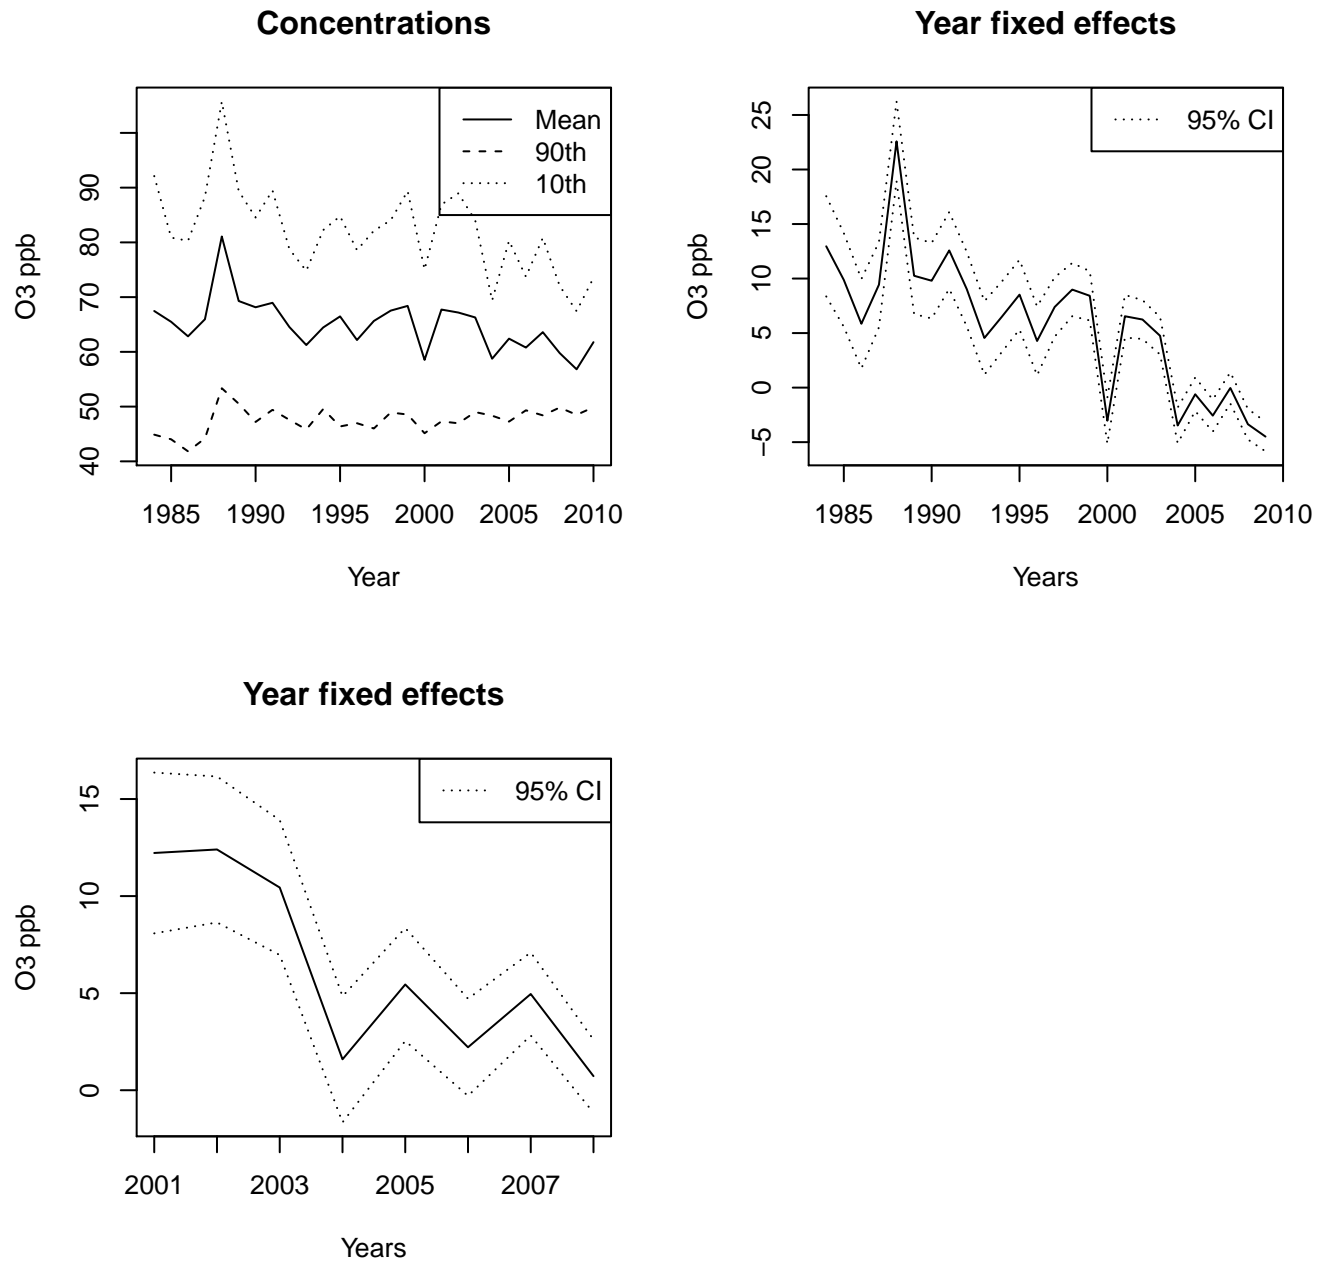 Concentrations
Mean
90th
10th
O3 ppb
40 50 60 70 80 90
1985 1990 1995 2000 2005 2010
Year
Year fixed effects
95% CI
O3 ppb
−5 0 5 10 15 20 25
1985 1990 1995 2000 2005 2010
Years
Year fixed effects
95% CI
O3 ppb
0 5 10 15
2001 2003 2005 2007
Years